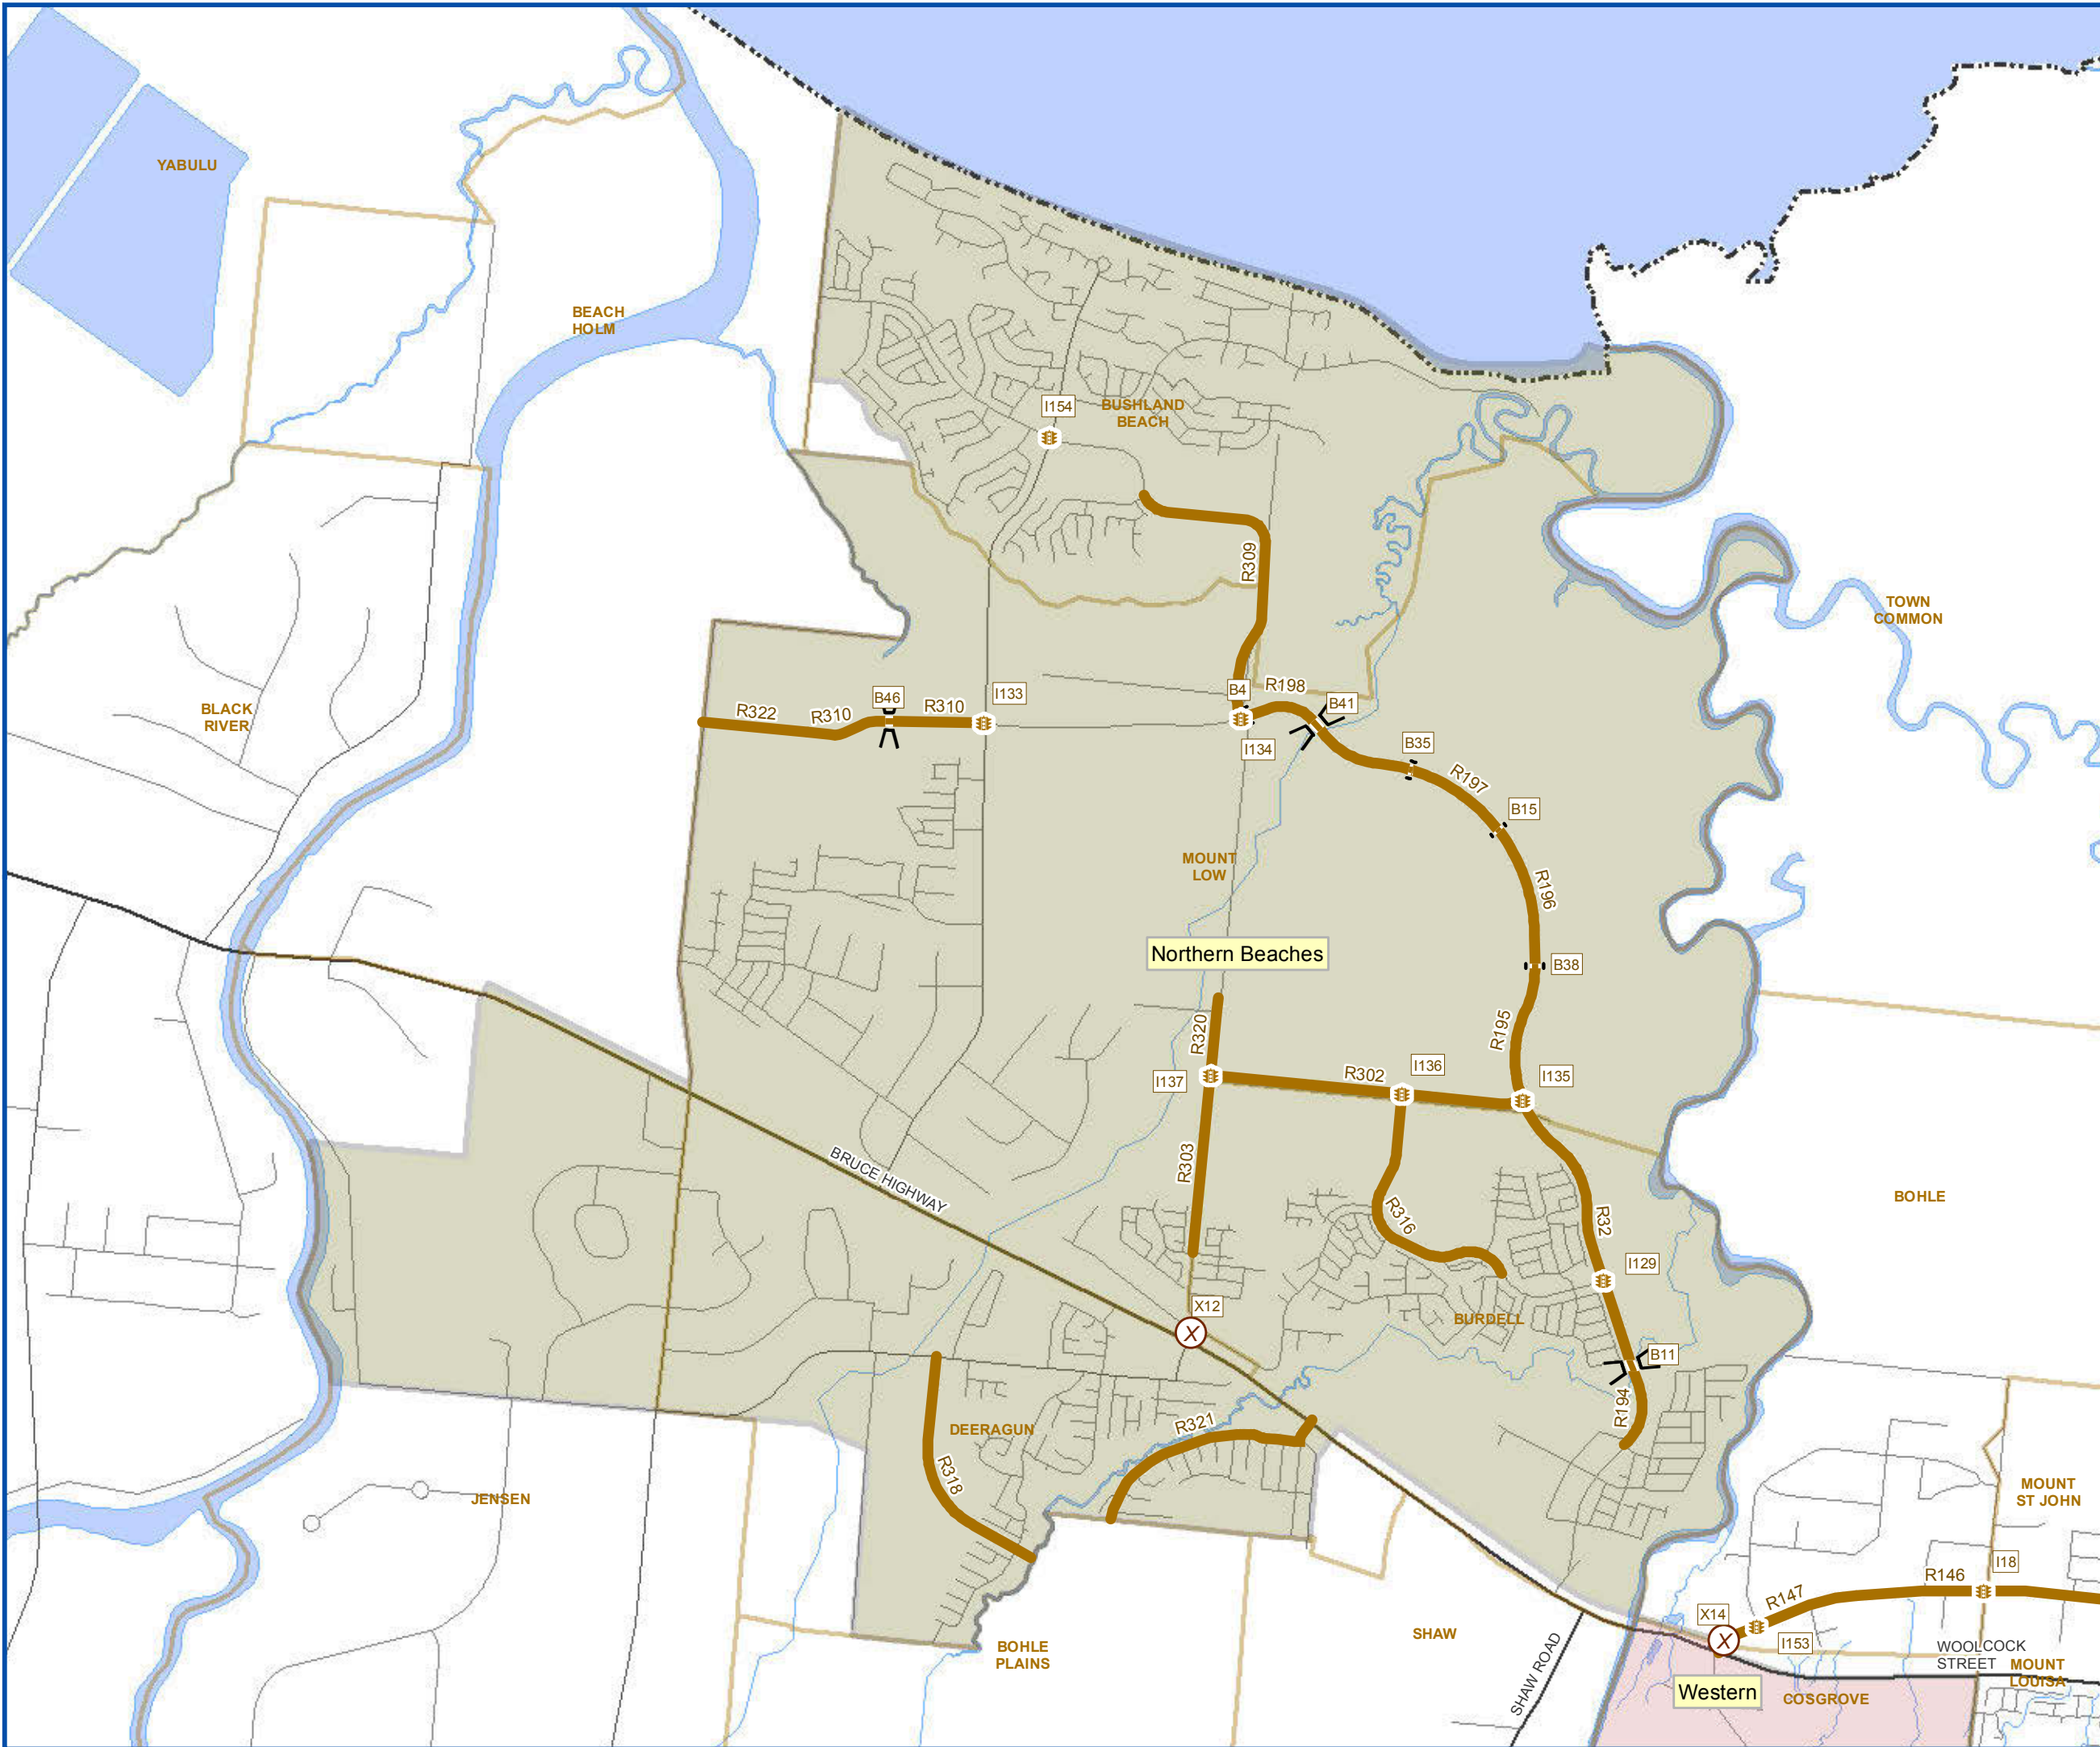 YABULU
BEACH
HOLM
I154
BUSHLAND
BEACH
R309
TOWN
COMMON
BLACK
RIVER
R322
R310
B46
R310
I133
B4
R198
B41
I134
B35
R197
B15
MOUNT
LOW
R196
Northern Beaches
B38
R320
R195
I137
R302
I136
I135
BRUCE HIGHWAY
R303
R316
R32
BOHLE
I129
X12
BURDELL
B11
R194
DEERAGUN
R321
R318
JENSEN
MOUNT
ST JOHN
I18
R146
R147
X14
X
X
I153
BOHLE
PLAINS
SHAW
SHAW ROAD
WOOLCOCK
STREET
MOUNT
LOUISA
Western
COSGROVE